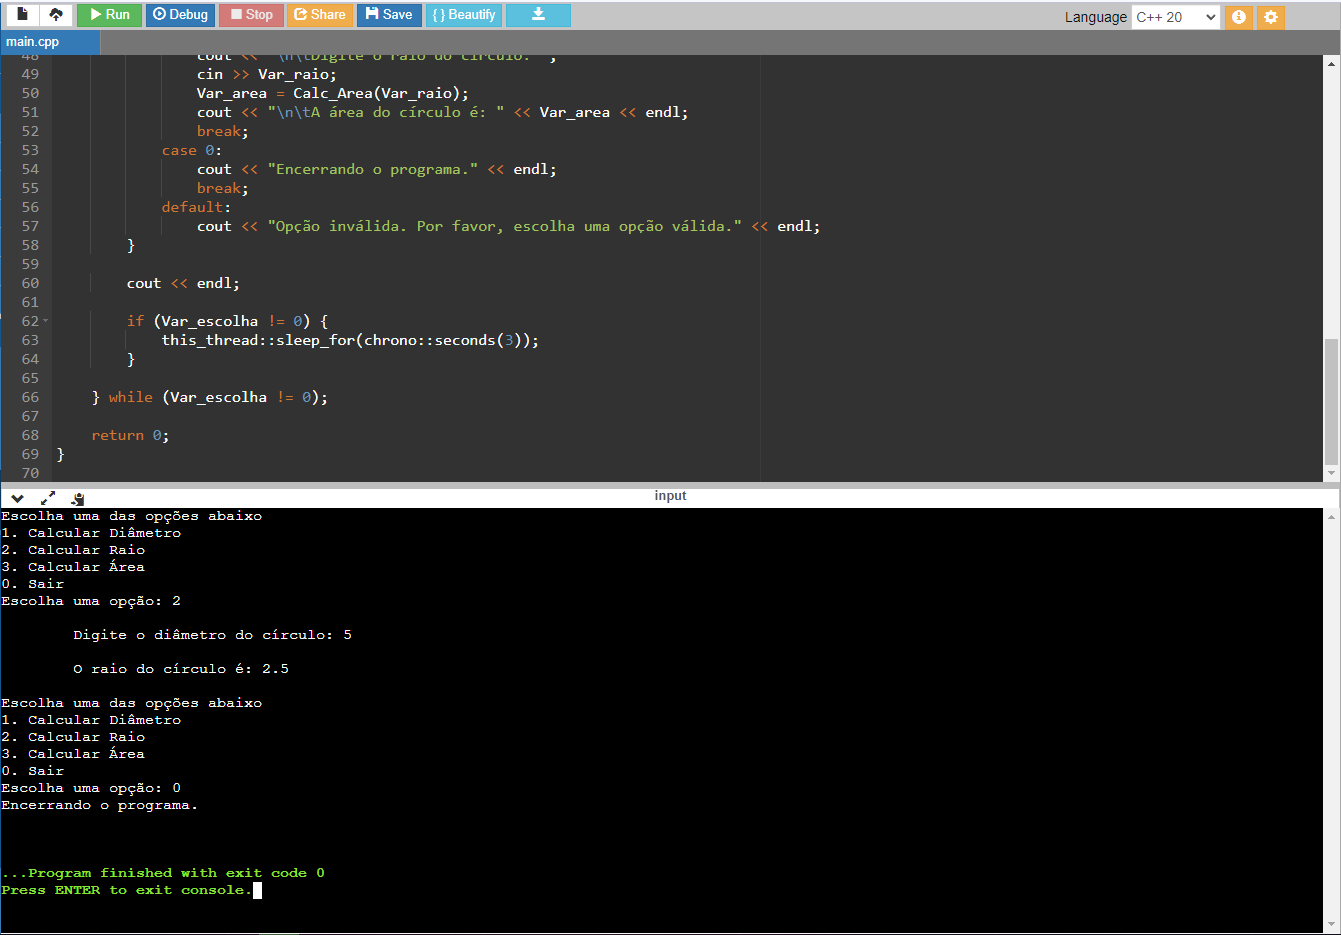 Run Debug Stop Share Save { } Beautify Language C++ 20
main.cpp
48 cout << "\n\tDigite o raio do círculo: ";
49 cin >> Var_raio;
50 Var_area = Calc_Area(Var_raio);
51 cout << "\n\tA área do círculo é: " << Var_area << endl;
52 break;
53 case 0:
54 cout << "Encerrando o programa." << endl;
55 break;
56 default:
57 cout << "Opção inválida. Por favor, escolha uma opção válida." << endl;
58 }
59
60 cout << endl;
61
62 if (Var_escolha != 0) {
63 this_thread::sleep_for(chrono::seconds(3));
64 }
65
66 } while (Var_escolha != 0);
67
68 return 0;
69 }
70
input
Escolha uma das opções abaixo
1. Calcular Diâmetro
2. Calcular Raio
3. Calcular Área
0. Sair
Escolha uma opção: 2
Digite o diâmetro do círculo: 5
O raio do círculo é: 2.5
Escolha uma das opções abaixo
1. Calcular Diâmetro
2. Calcular Raio
3. Calcular Área
0. Sair
Escolha uma opção: 0
Encerrando o programa.
...Program finished with exit code 0
Press ENTER to exit console.